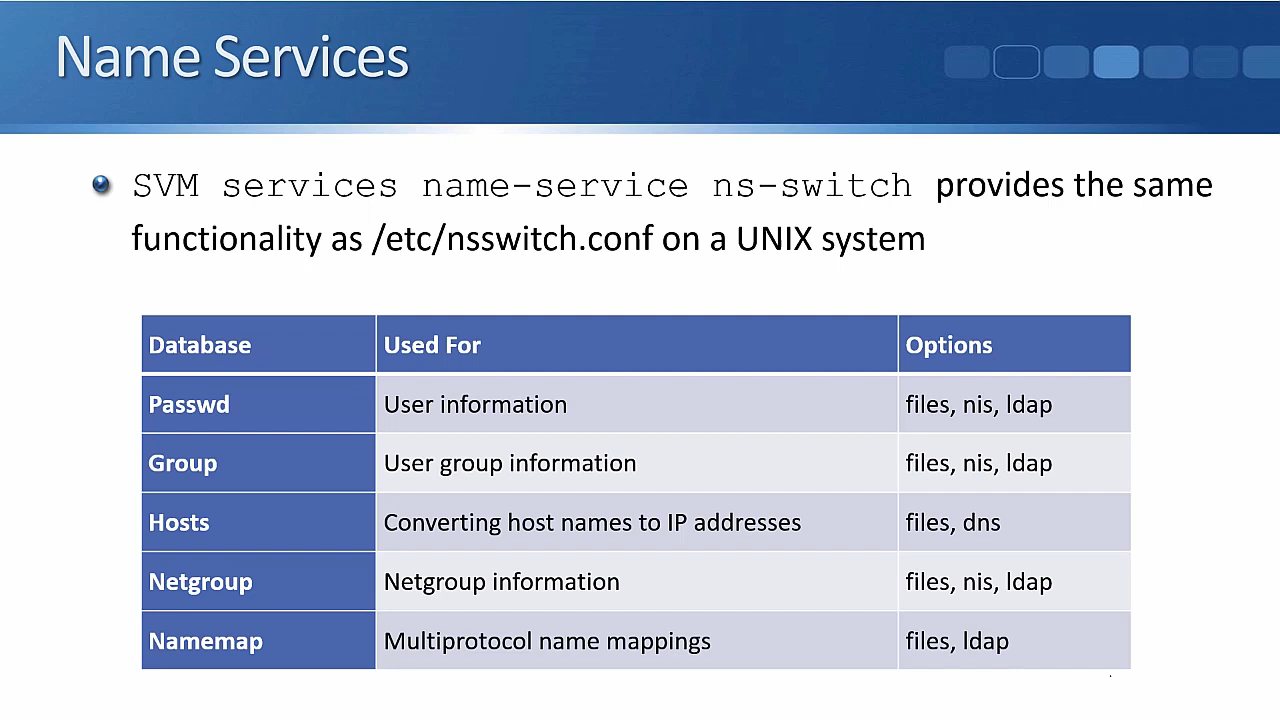 Name Services
SVM services name-service ns-switch provides the same
functionality as /etc/nsswitch.conf on a UNIX system
Database Used For Options
Passwd User information files, nis, ldap
Group User group information files, nis, ldap
Hosts Converting host names to IP addresses files, dns
Netgroup Netgroup information files, nis, ldap
Namemap Multiprotocol name mappings files, ldap